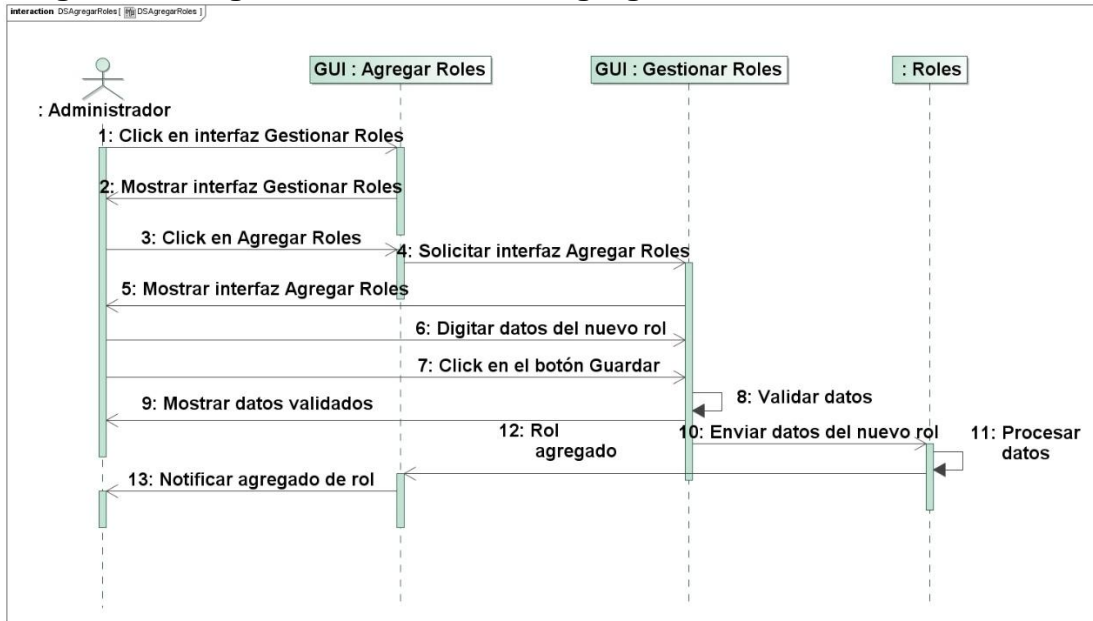 interaction DSAgregarRoles [ DSAgregarRoles ]
GUI : Agregar Roles
GUI : Gestionar Roles
: Roles
: Administrador
1: Click en interfaz Gestionar Roles
2: Mostrar interfaz Gestionar Roles
3: Click en Agregar Roles
4: Solicitar interfaz Agregar Roles
5: Mostrar interfaz Agregar Roles
6: Digitar datos del nuevo rol
7: Click en el botón Guardar
8: Validar datos
9: Mostrar datos validados
10: Enviar datos del nuevo rol
11: Procesar
datos
12: Rol
agregado
13: Notificar agregado de rol